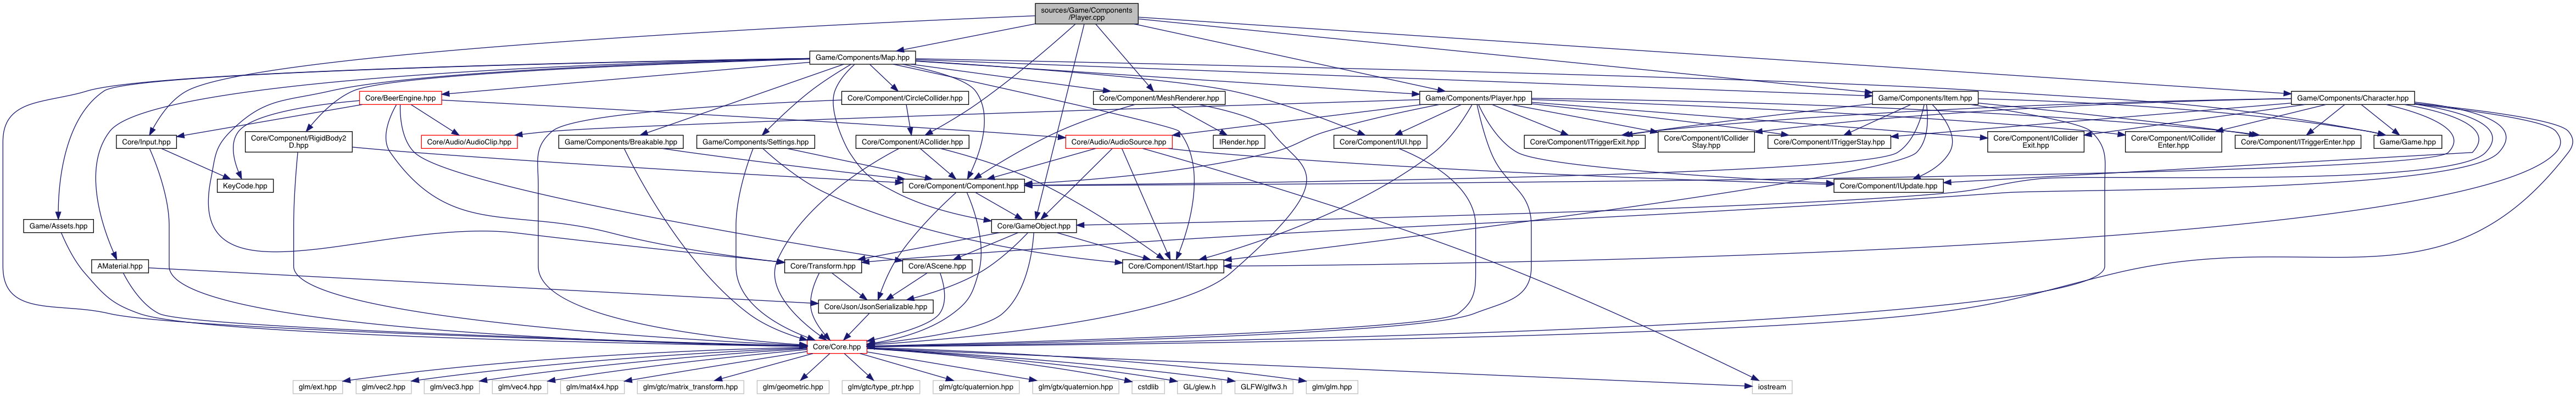 sources/Game/Components
/Player.cpp
Game/Components/Map.hpp
Core/BeerEngine.hpp
Core/Component/CircleCollider.hpp
Core/Component/MeshRenderer.hpp
Game/Components/Player.hpp
Game/Components/Item.hpp
Game/Components/Character.hpp
Core/Input.hpp
Core/Component/RigidBody2
D.hpp
Core/Audio/AudioClip.hpp
Game/Components/Breakable.hpp
Game/Components/Settings.hpp
Core/Component/ACollider.hpp
Core/Audio/AudioSource.hpp
IRender.hpp
Core/Component/IUI.hpp
Core/Component/ITriggerExit.hpp
Core/Component/ICollider
Stay.hpp
Core/Component/ITriggerStay.hpp
Core/Component/ICollider
Exit.hpp
Core/Component/ICollider
Enter.hpp
Core/Component/ITriggerEnter.hpp
Game/Game.hpp
KeyCode.hpp
Core/Component/Component.hpp
Core/Component/IUpdate.hpp
Game/Assets.hpp
Core/GameObject.hpp
AMaterial.hpp
Core/Transform.hpp
Core/AScene.hpp
Core/Component/IStart.hpp
Core/Json/JsonSerializable.hpp
Core/Core.hpp
glm/ext.hpp
glm/vec2.hpp
glm/vec3.hpp
glm/vec4.hpp
glm/mat4x4.hpp
glm/gtc/matrix_transform.hpp
glm/geometric.hpp
glm/gtc/type_ptr.hpp
glm/gtc/quaternion.hpp
glm/gtx/quaternion.hpp
cstdlib
GL/glew.h
GLFW/glfw3.h
glm/glm.hpp
iostream